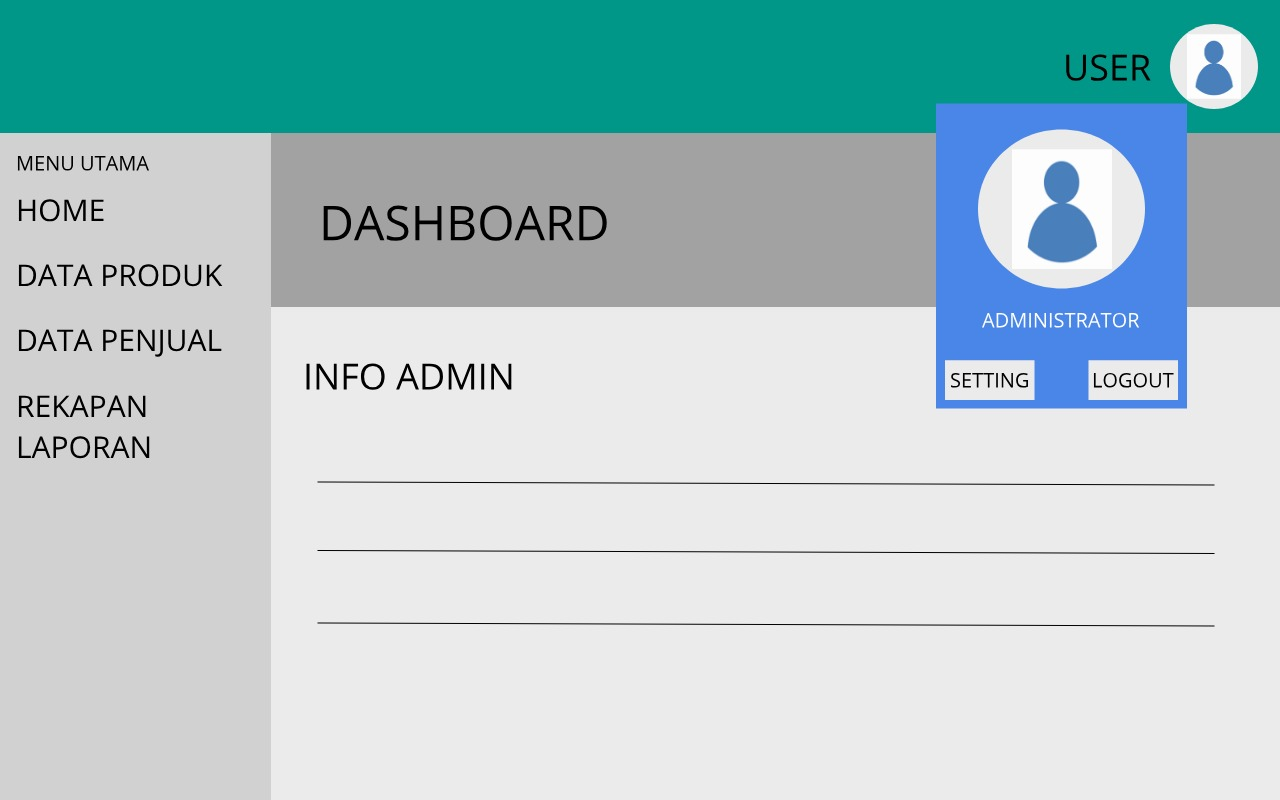 USER
MENU UTAMA
HOME
DATA PRODUK
DATA PENJUAL
REKAPAN
LAPORAN
DASHBOARD
ADMINISTRATOR
SETTING
LOGOUT
INFO ADMIN